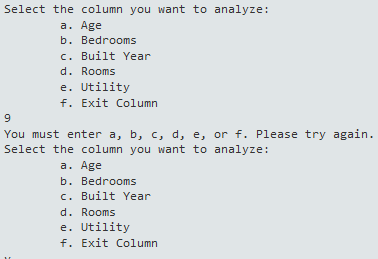 Select the column you want to analyze:
a. Age
b. Bedrooms
c. Built Year
d. Rooms
e. Utility
f. Exit Column
9
You must enter a, b, c, d, e, or f. Please try again.
Select the column you want to analyze:
a. Age
b. Bedrooms
c. Built Year
d. Rooms
e. Utility
f. Exit Column